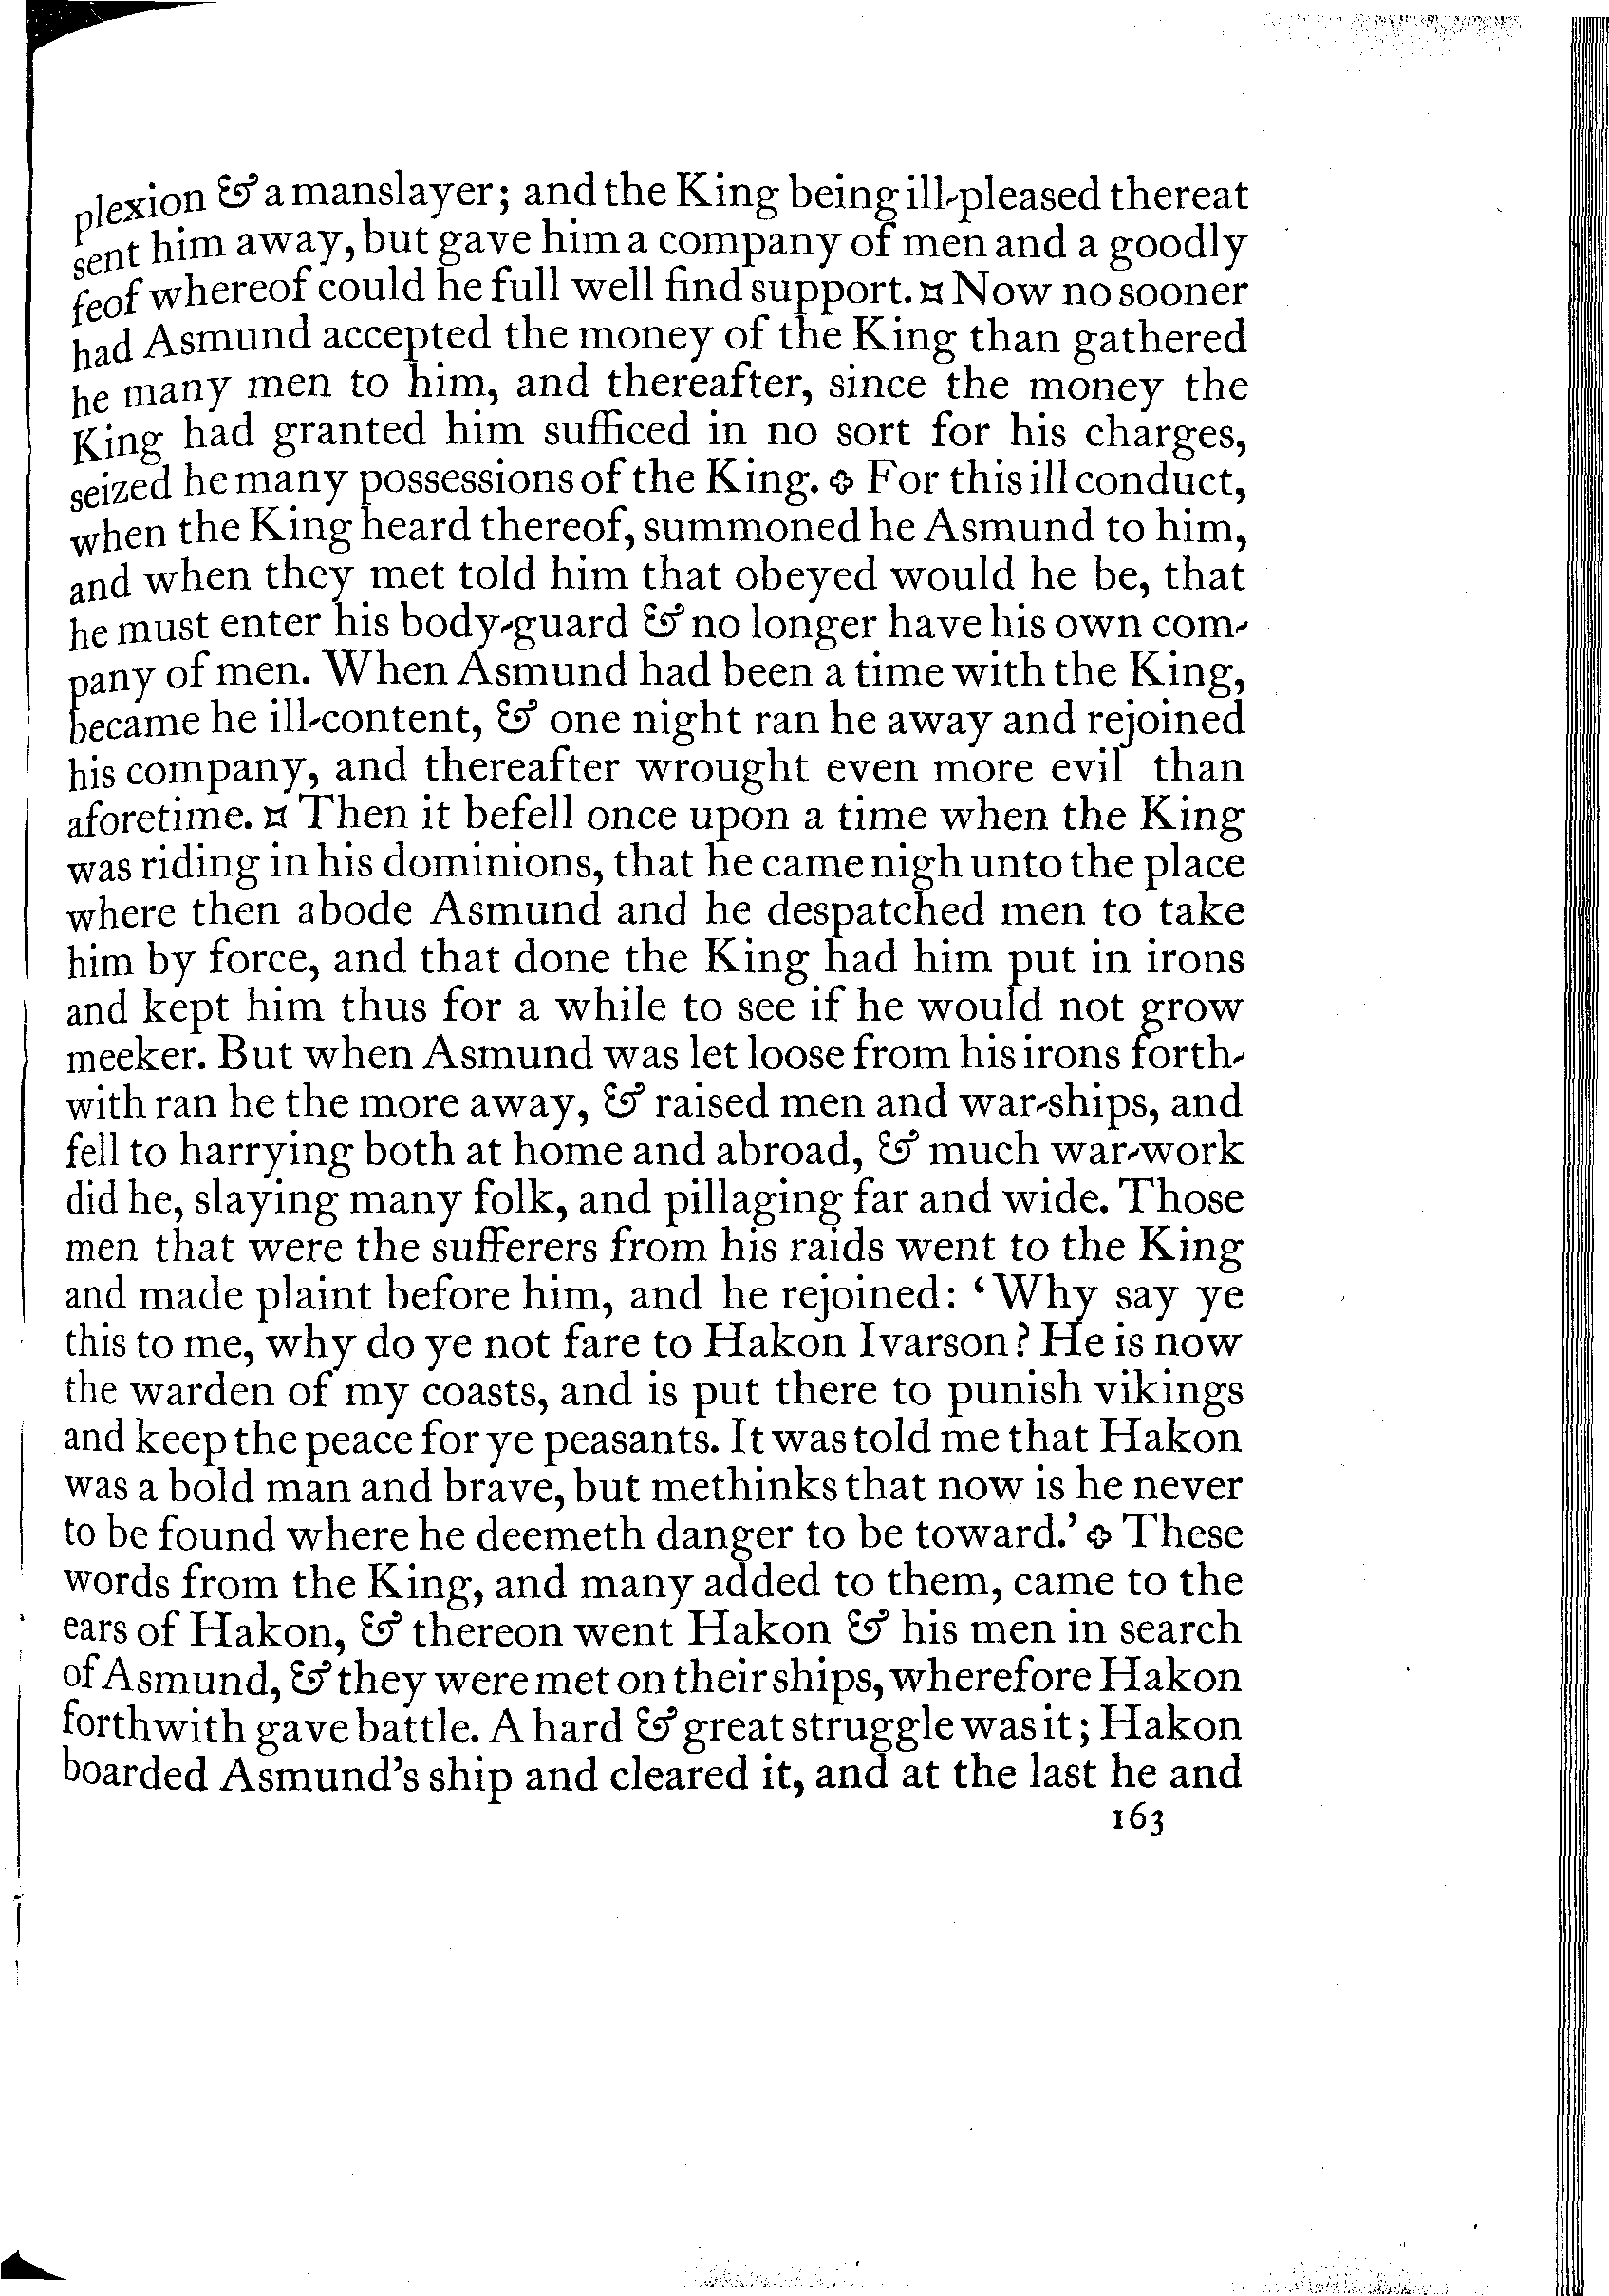 plexion & a manslayer; and the King being ill-pleased thereat
sent him away, but gave him a company of men and a goodly
feof whereof could he full well find support. ¤ Now no sooner
had Asmund accepted the money of the King than gathered
he many men to him, and thereafter, since the money the
King had granted him sufficed in no sort for his charges,
seized he many possessions of the King. ✥ For this ill conduct,
when the King heard thereof, summoned he Asmund to him,
and when they met told him that obeyed would he be, that
he must enter his body-guard & no longer have his own com-
pany of men. When Asmund had been a time with the King,
became he ill-content, & one night ran he away and rejoined
his company, and thereafter wrought even more evil than
aforetime. ¤ Then it befell once upon a time when the King
was riding in his dominions, that he came nigh unto the place
where then abode Asmund and he despatched men to take
him by force, and that done the King had him put in irons
and kept him thus for a while to see if he would not grow
meeker. But when Asmund was let loose from his irons forth-
with ran he the more away, & raised men and war-ships, and
fell to harrying both at home and abroad, & much war-work
did he, slaying many folk, and pillaging far and wide. Those
men that were the sufferers from his raids went to the King
and made plaint before him, and he rejoined: ‘Why say ye
this to me, why do ye not fare to Hakon Ivarson? He is now
the warden of my coasts, and is put there to punish vikings
and keep the peace for ye peasants. It was told me that Hakon
was a bold man and brave, but methinks that now is he never
to be found where he deemeth danger to be toward.’ ✥ These
words from the King, and many added to them, came to the
ears of Hakon, & thereon went Hakon & his men in search
of Asmund, & they were met on their ships, wherefore Hakon
forthwith gave battle. A hard & great struggle was it; Hakon
boarded Asmund's ship and cleared it, and at the last he and
163